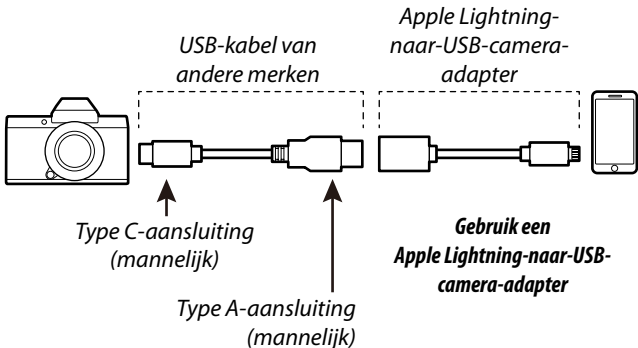 USB-kabel van
andere merken
Apple Lightning-
naar-USB-camera-
adapter
Type C-aansluiting
(mannelijk)
Type A-aansluiting
(mannelijk)
Gebruik een
Apple Lightning-naar-USB-
camera-adapter